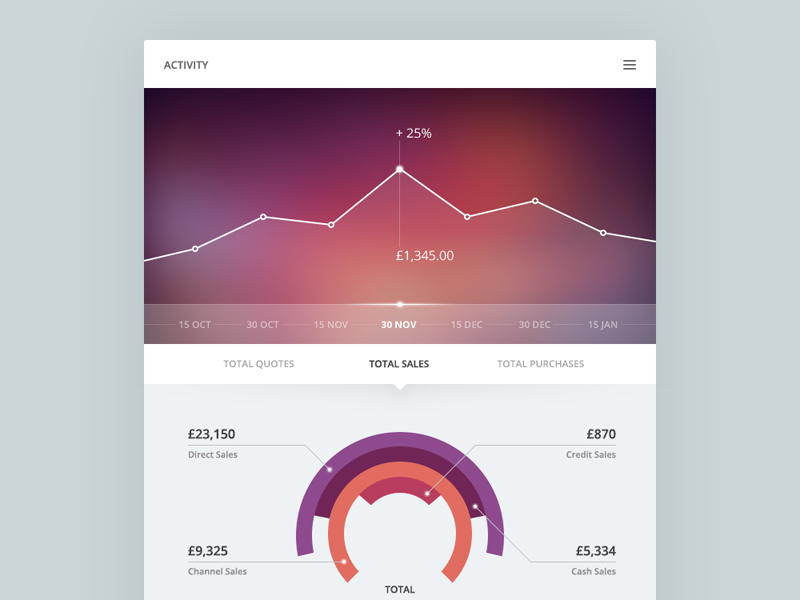 ACTIVITY
+ 25%
£1,345.00
15 OCT 30 OCT 15 NOV 30 NOV 15 DEC 30 DEC 15 JAN
TOTAL QUOTES TOTAL SALES TOTAL PURCHASES
£23,150 £870
Direct Sales Credit Sales
£9,325 £5,334
Channel Sales Cash Sales
TOTAL